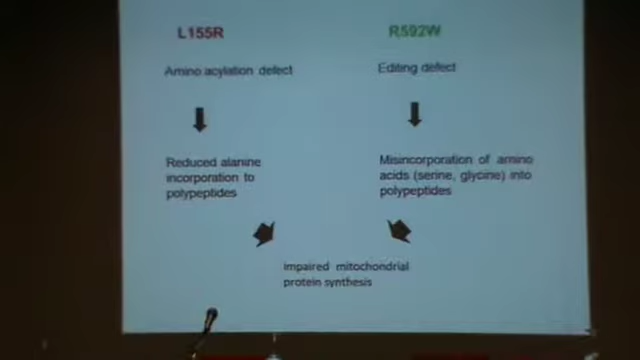 L155R
Amino acylation defect
Reduced alanine
incorporation to
polypeptides
R592W
Editing defect
Misincorporation of amino
acids (serine, glycine) into
polypeptides
impaired mitochondrial
protein synthesis